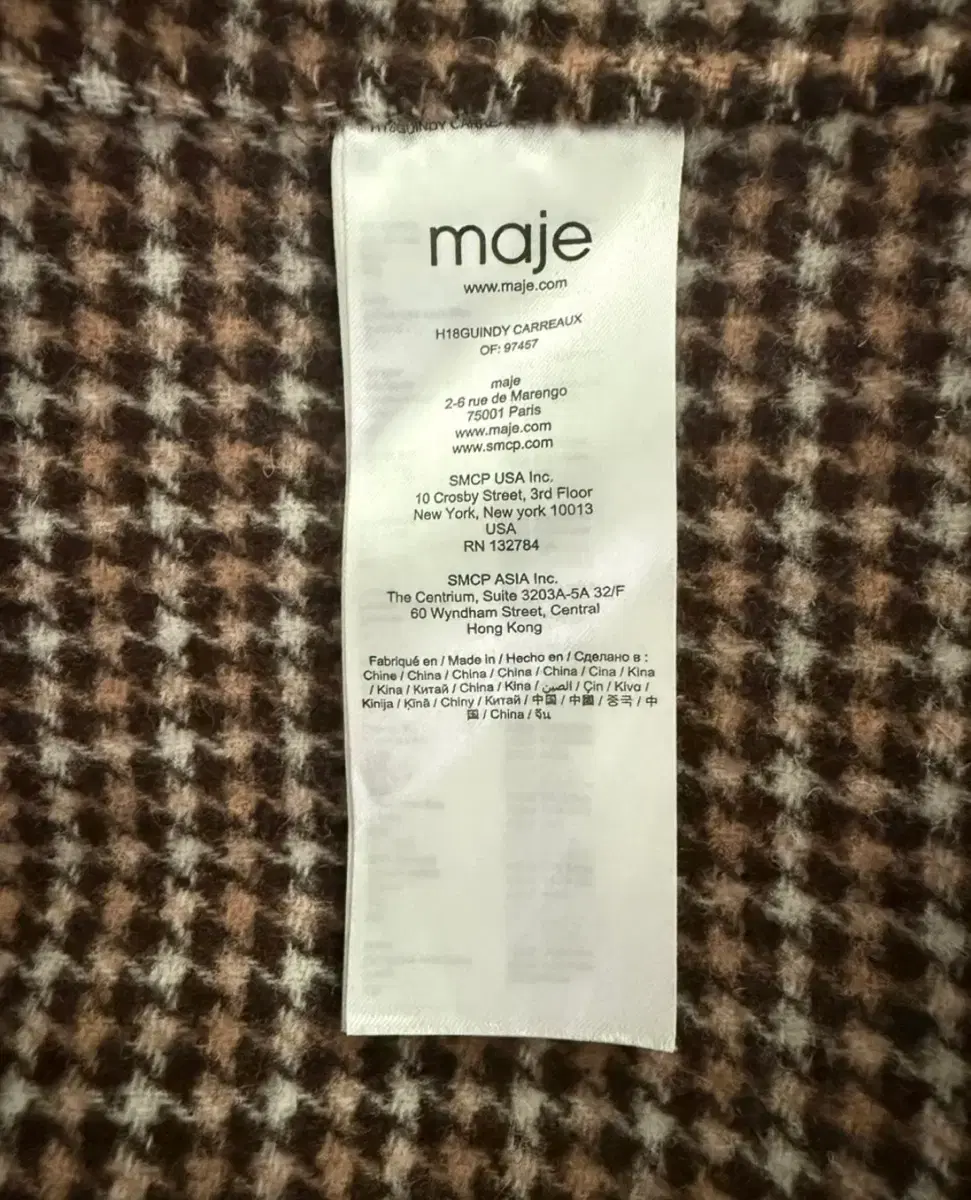 H18GUINDY
maje
www.maje.com
H18GUINDY CARREAUX
OF: 97457
maje
2-6 rue de Marengo
75001 Paris
www.maje.com
www.smcp.com
SMCP USA Inc.
10 Crosby Street, 3rd Floor
New York, New york 10013
USA
RN 132784
SMCP ASIA Inc.
The Centrium, Suite 3203A-5A 32/F
60 Wyndham Street, Central
Hong Kong
Fabriqué en / Made in / Hecho en / Сделано в :
Chine / China / China / China / China / Cina / Kina
/ Kina / Китай / China / Kina / الصين / Çin / Κίνα /
Kinija / Ķīnā / Chiny / Китай / 中国 / 中國 / 중국 / 中
国 / China / จีน